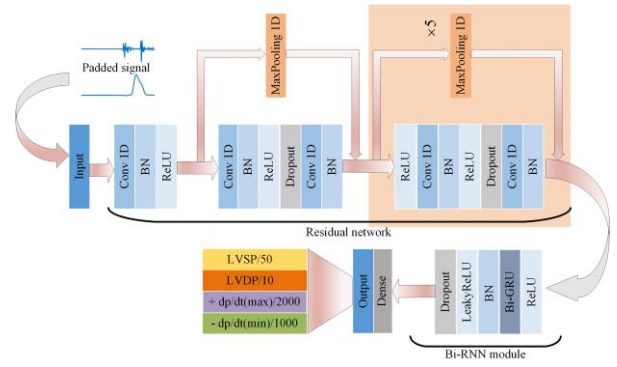 Padded signal
Input
Conv 1D
BN
ReLU
MaxPooling 1D
Conv 1D
BN
ReLU
Dropout
Conv 1D
BN
×5
MaxPooling 1D
ReLU
Conv 1D
BN
ReLU
Dropout
Conv 1D
BN
Residual network
LVSP/50
LVDP/10
+ dp/dt(max)/2000
- dp/dt(min)/1000
Output
Dense
Dropout
LeakyReLU
BN
Bi-GRU
ReLU
Bi-RNN module